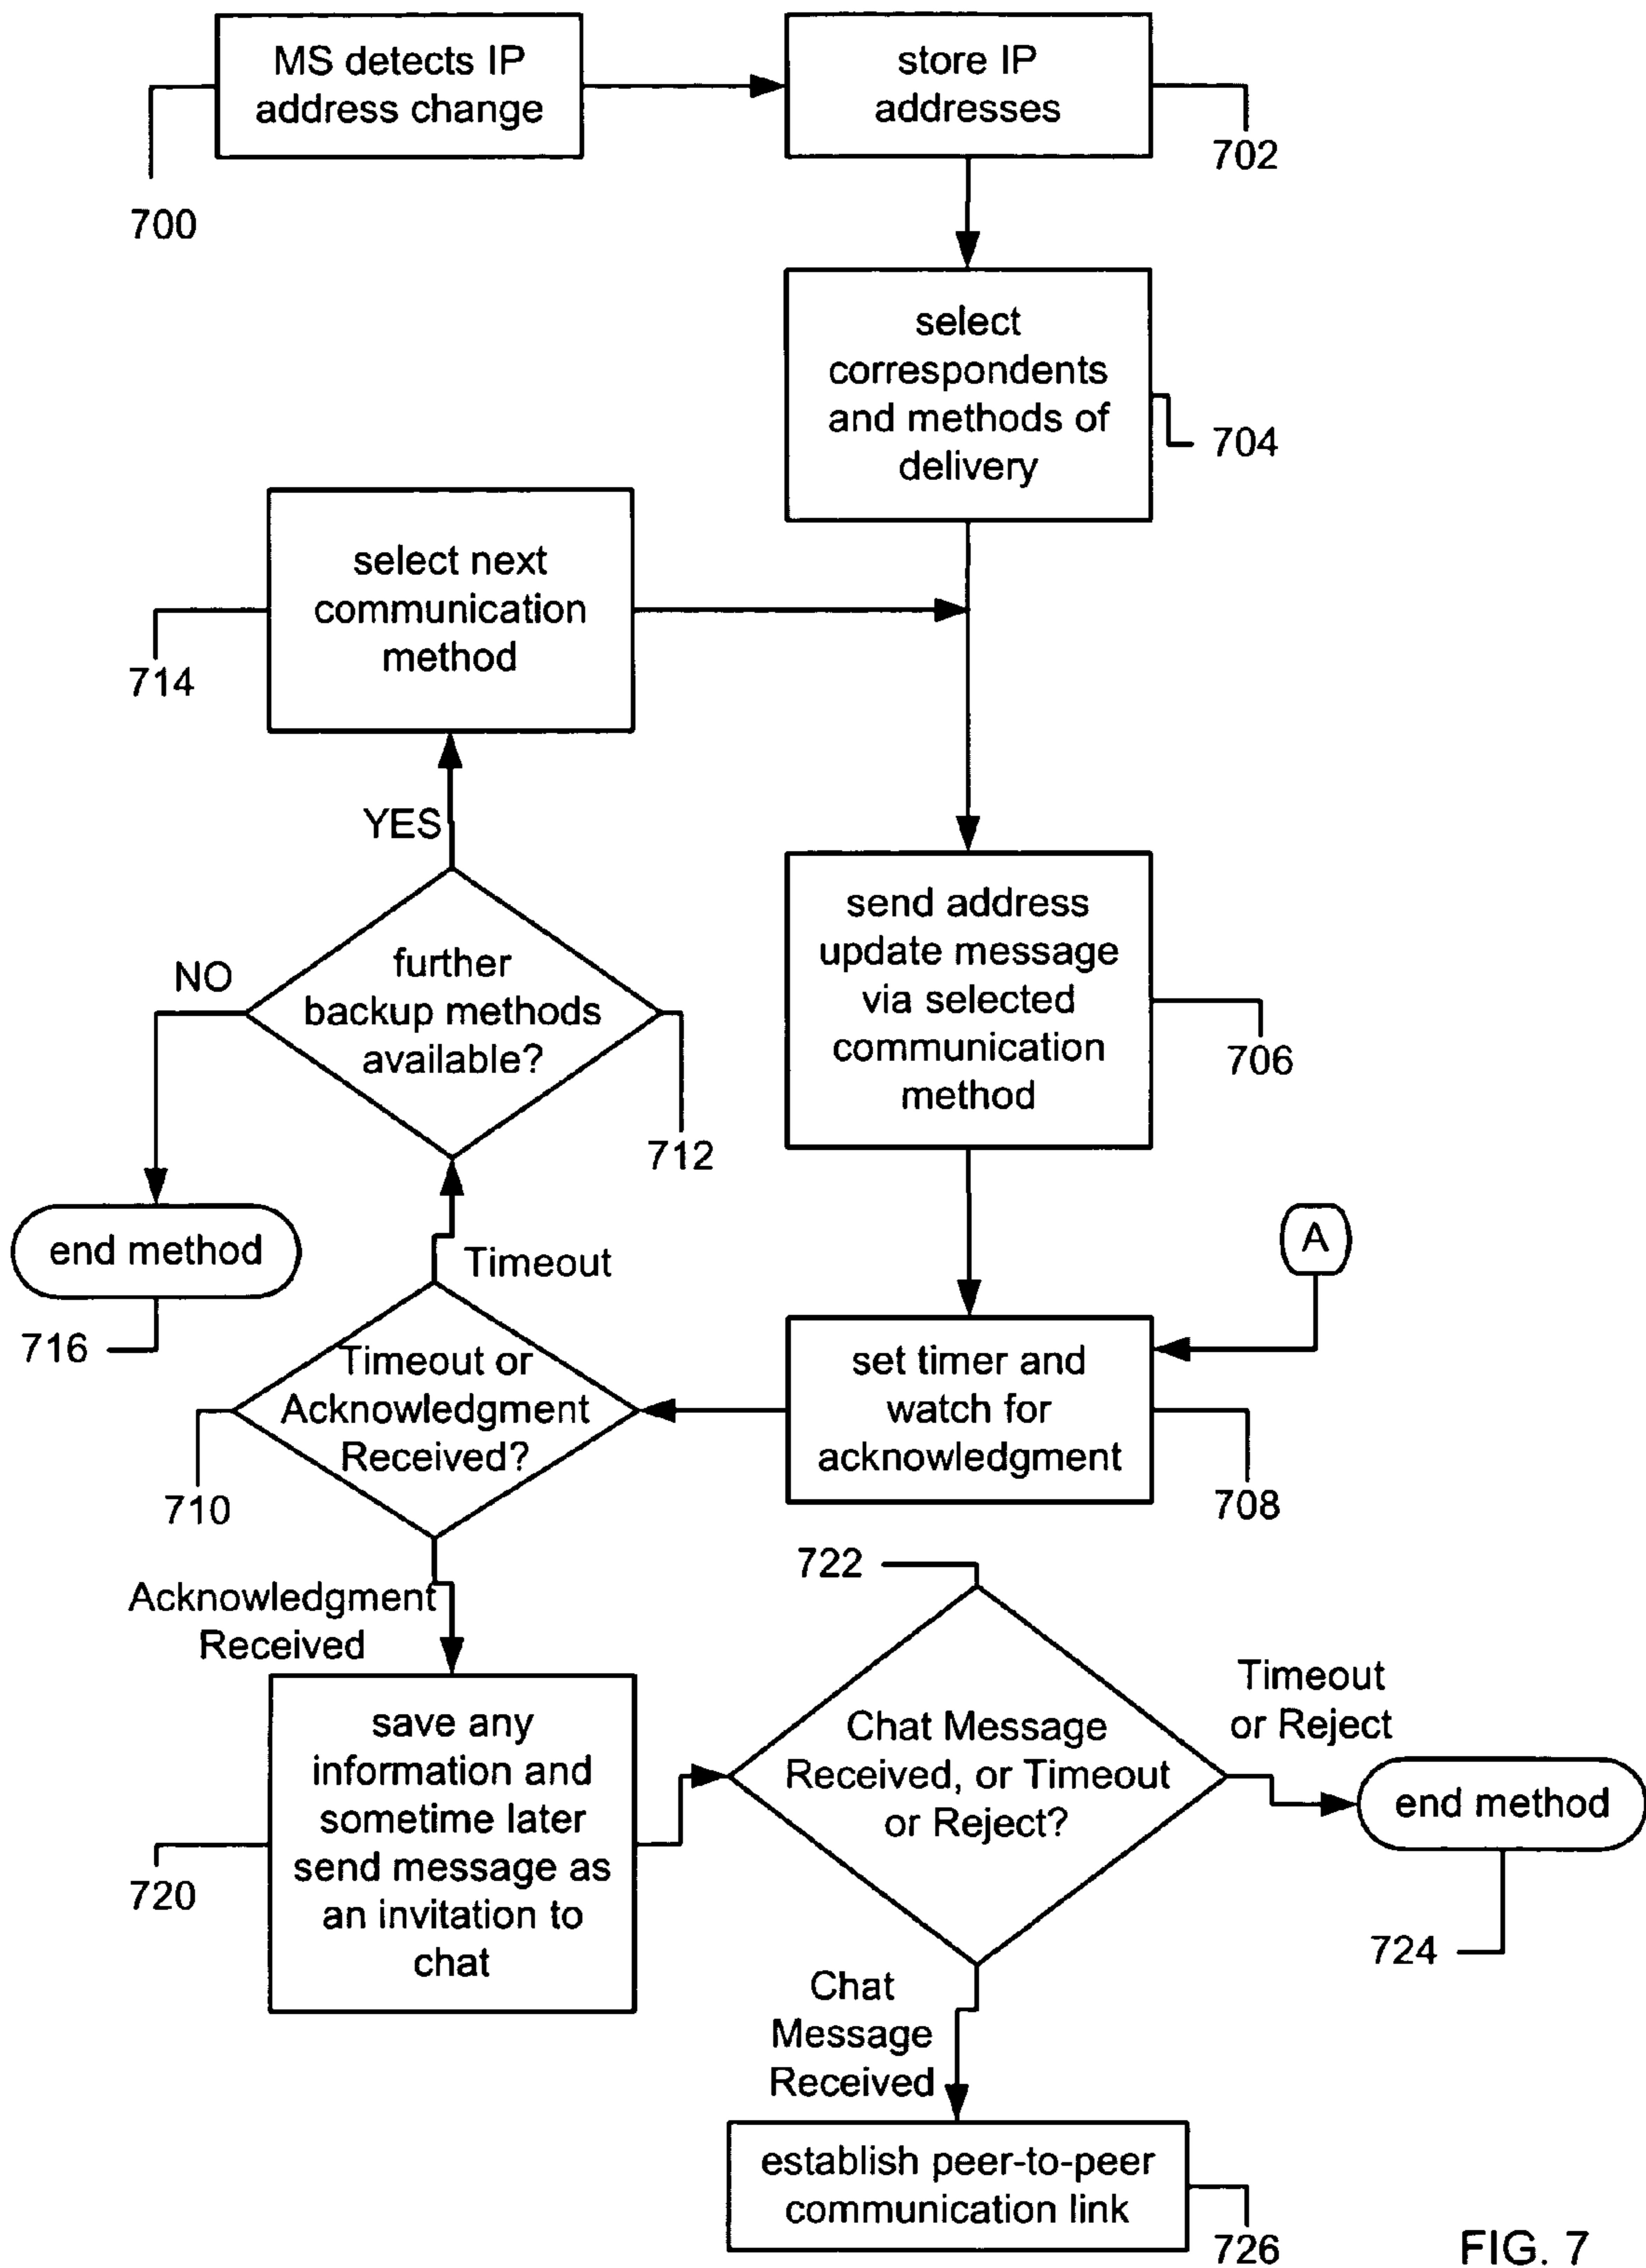 MS detects IP
address change
700
store IP
addresses
702
select
correspondents
and methods of
delivery
704
select next
communication
method
714
YES
further
backup methods
available?
NO
712
send address
update message
via selected
communication
method
706
end method
716
Timeout
A
Timeout or
Acknowledgment
Received?
710
set timer and
watch for
acknowledgment
708
Acknowledgment
Received
save any
information and
sometime later
send message as
an invitation to
chat
720
722
Chat Message
Received, or Timeout
or Reject?
Timeout
or Reject
end method
724
Chat
Message
Received
establish peer-to-peer
communication link
726
FIG. 7